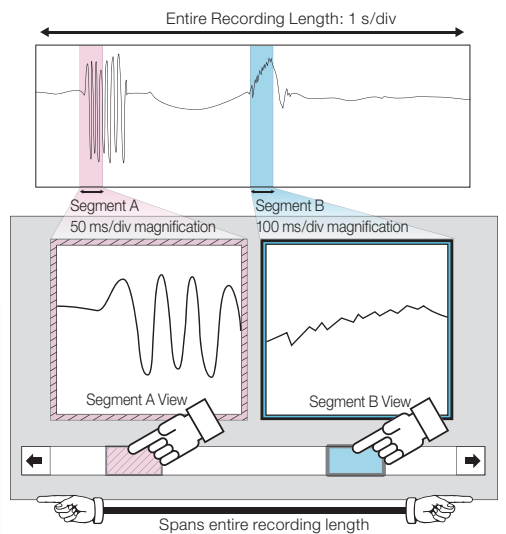 Entire Recording Length: 1 s/div
Segment A
50 ms/div magnification
Segment B
100 ms/div magnification
Segment A View
Segment B View
Spans entire recording length